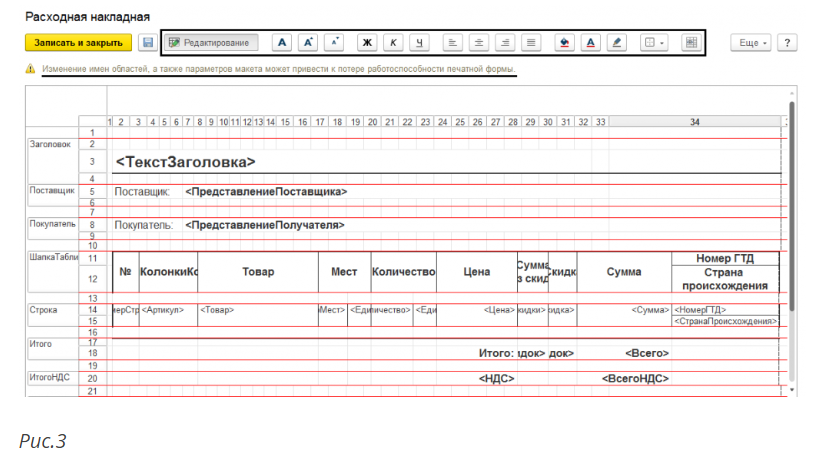 Расходная накладная
Записать и закрыть Редактирование А А А Ж К Ч Еще ?
Изменение имен областей, а также параметров макета может привести к потере работоспособности печатной формы.
1 2 3 4 5 6 7 8 9 10 11 12 13 14 15 16 17 18 19 20 21 22 23 24 25 26 27 28 29 30 31 32 33 34
1
Заголовок 2
3 <ТекстЗаголовка>
4
Поставщик 5 Поставщик: <ПредставлениеПоставщика>
6
7
Покупатель 8 Покупатель: <ПредставлениеПолучателя>
9
10
ШапкаТабли 11 Номер ГТД
12 № КолонкиКо Товар Мест Количество Цена Сумма з скид скидк Сумма Страна
происхождения
13
Строка 14 мерСтр <Артикул> <Товар> Мест> <Еди ичество> <Еди <Цена> кидки> идка> <Сумма> <НомерГТД>
15 <СтранаПроисхождения>
16
Итого 17
18 Итого: идок> док> <Всего>
19
ИтогоНДС 20 <НДС> <ВсегоНДС>
21
Рис.3